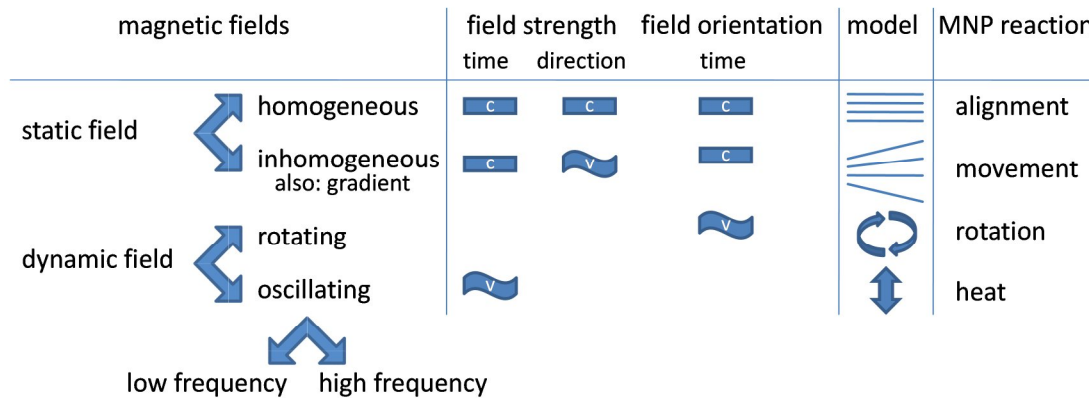 magnetic fields field strength field orientation model MNP reaction
time direction time
homogeneous C C C alignment
static field
inhomogeneous C V C movement
also: gradient
rotating V rotation
dynamic field
oscillating V heat
low frequency high frequency